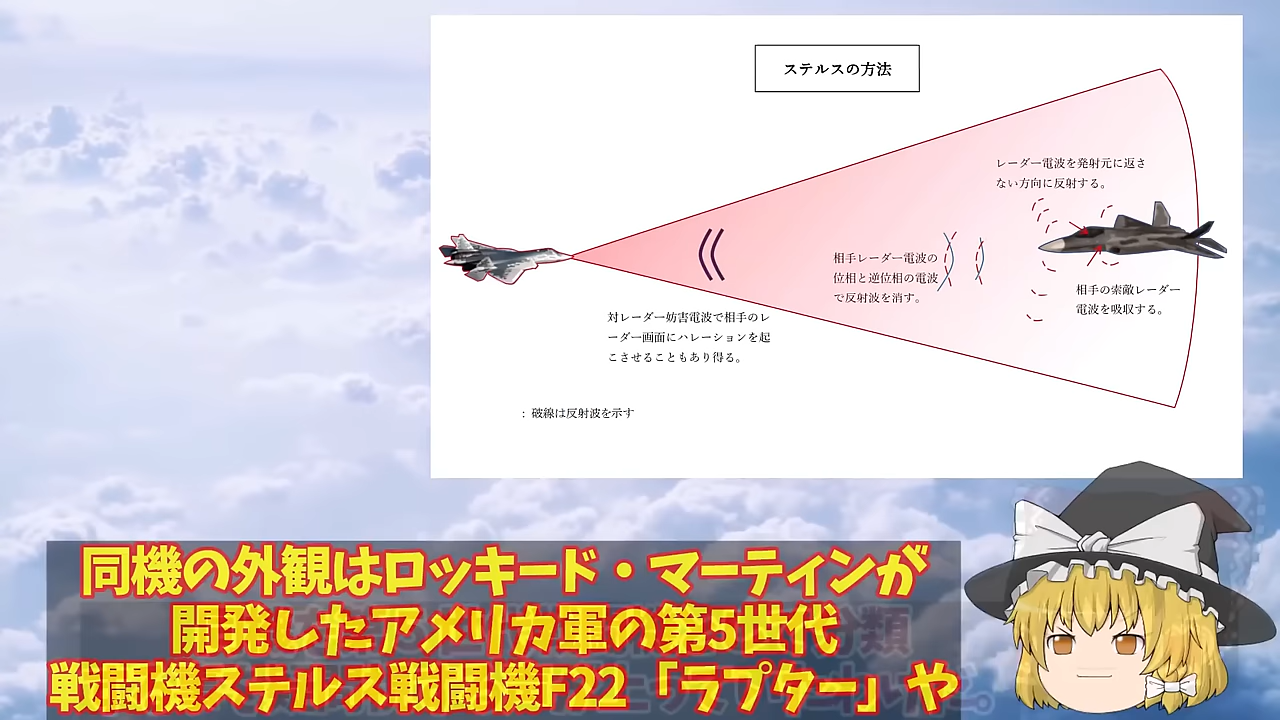 ステルスの方法
レーダー電波を発射元に返さ
ない方向に反射する。
相手レーダー電波の
位相と逆位相の電波
で反射波を消す。
相手の索敵レーダー
電波を吸収する。
対レーダー妨害電波で相手のレ
ーダー画面にハレーションを起
こさせることもあり得る。
：破線は反射波を示す
同機の外観はロッキード・マーティンが
開発したアメリカ軍の第5世代
戦闘機ステルス戦闘機F22「ラプター」や